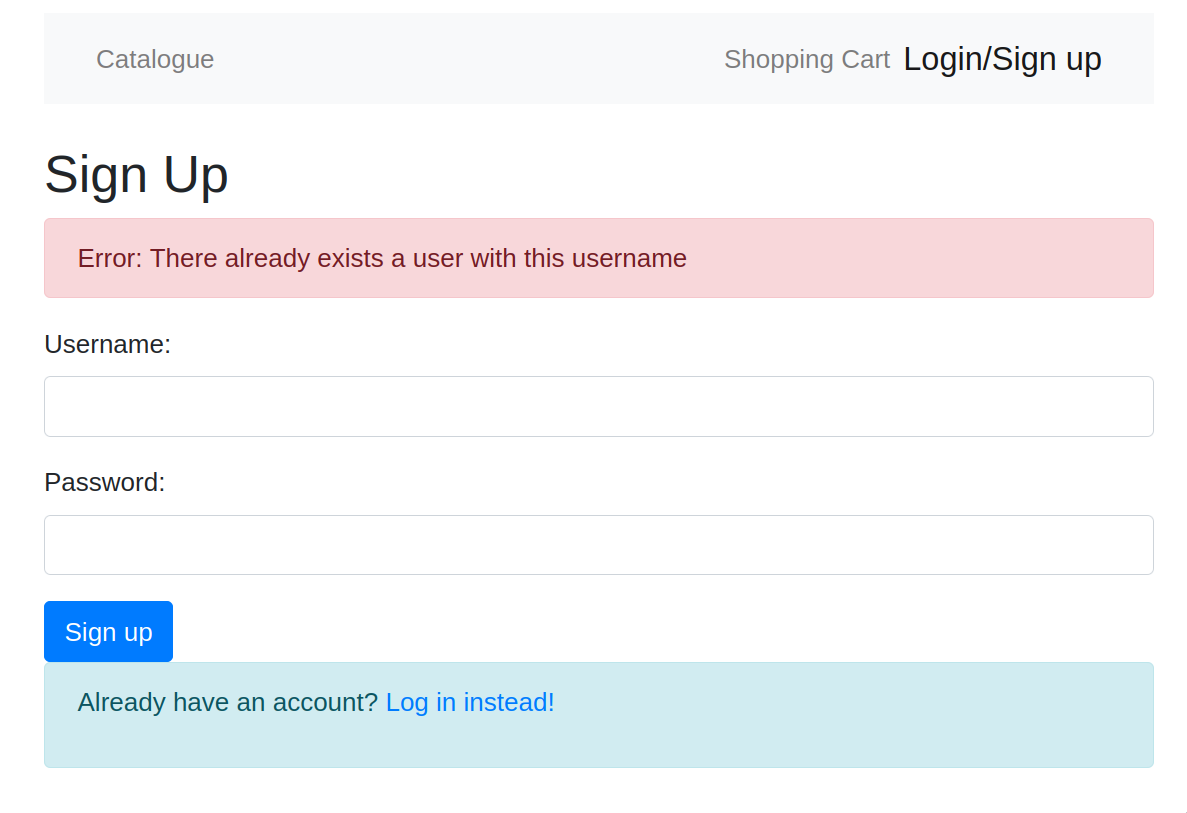 Catalogue Shopping Cart Login/Sign up
Sign Up
Error: There already exists a user with this username
Username:
Password:
Sign up
Already have an account? Log in instead!